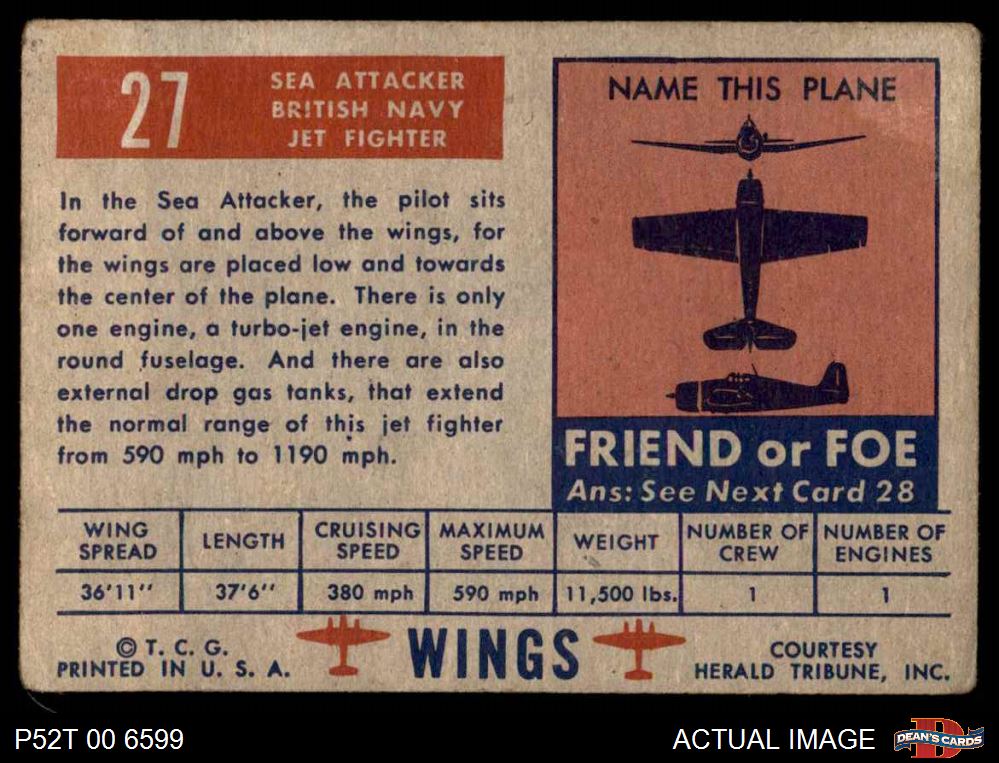 27
SEA ATTACKER
BRITISH NAVY
JET FIGHTER
In the Sea Attacker, the pilot sits
forward of and above the wings, for
the wings are placed low and towards
the center of the plane. There is only
one engine, a turbo-jet engine, in the
round fuselage. And there are also
external drop gas tanks, that extend
the normal range of this jet fighter
from 590 mph to 1190 mph.
NAME THIS PLANE
FRIEND or FOE
Ans: See Next Card 28
WING SPREAD
LENGTH
CRUISING SPEED
MAXIMUM SPEED
WEIGHT
NUMBER OF CREW
NUMBER OF ENGINES
36'11''
37'6''
380 mph
590 mph
11,500 lbs.
1
1
© T. C. G.
PRINTED IN U. S. A.
WINGS
COURTESY
HERALD TRIBUNE, INC.
P52T 00 6599
ACTUAL IMAGE
DEAN'S CARDS